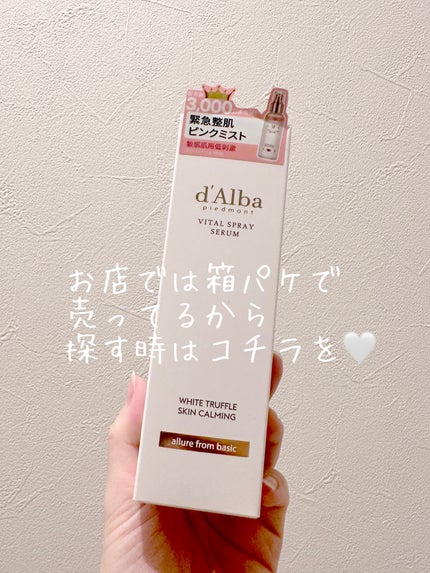 3,000
緊急整肌
ピンクミスト
敏感肌用低刺激
d'Alba
piedmont
VITAL SPRAY
SERUM
お店では箱パケで
売ってるから
探す時はコチラを🤍
WHITE TRUFFLE
SKIN CALMING
allure from basic